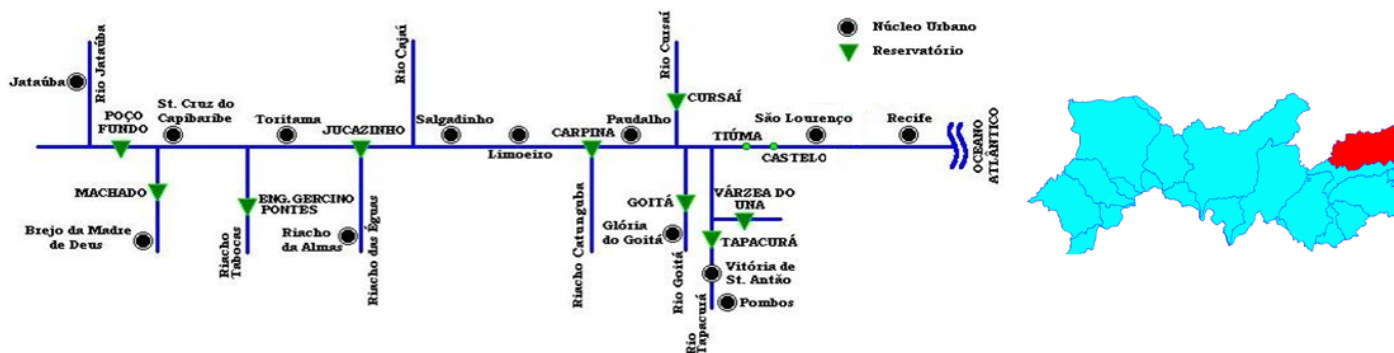 Núcleo Urbano
Reservatório
Rio Jataúba
Rio Cajaí
Rio Cursaí
Jataúba
CURSAÍ
POÇO
FUNDO
St. Cruz do
Capibaribe
Toritama
JUCAZINHO
Salgadinho
Limoeiro
CARPINA
Paudalho
TIÚMA
São Lourenço
CASTELO
Recife
OCEANO
ATLÂNTICO
MACHADO
ENG. GERCINO
PONTES
GOITÁ
VÁRZEA DO
UNA
Brejo da Madre
de Deus
Riacho
da Almas
Glória
do Goitá
TAPACURÁ
Riacho
Tabocas
Riacho das Éguas
Riacho Catunguba
Rio Goitá
Vitória de
St. Antão
Pombos
Rio
Tapacurá